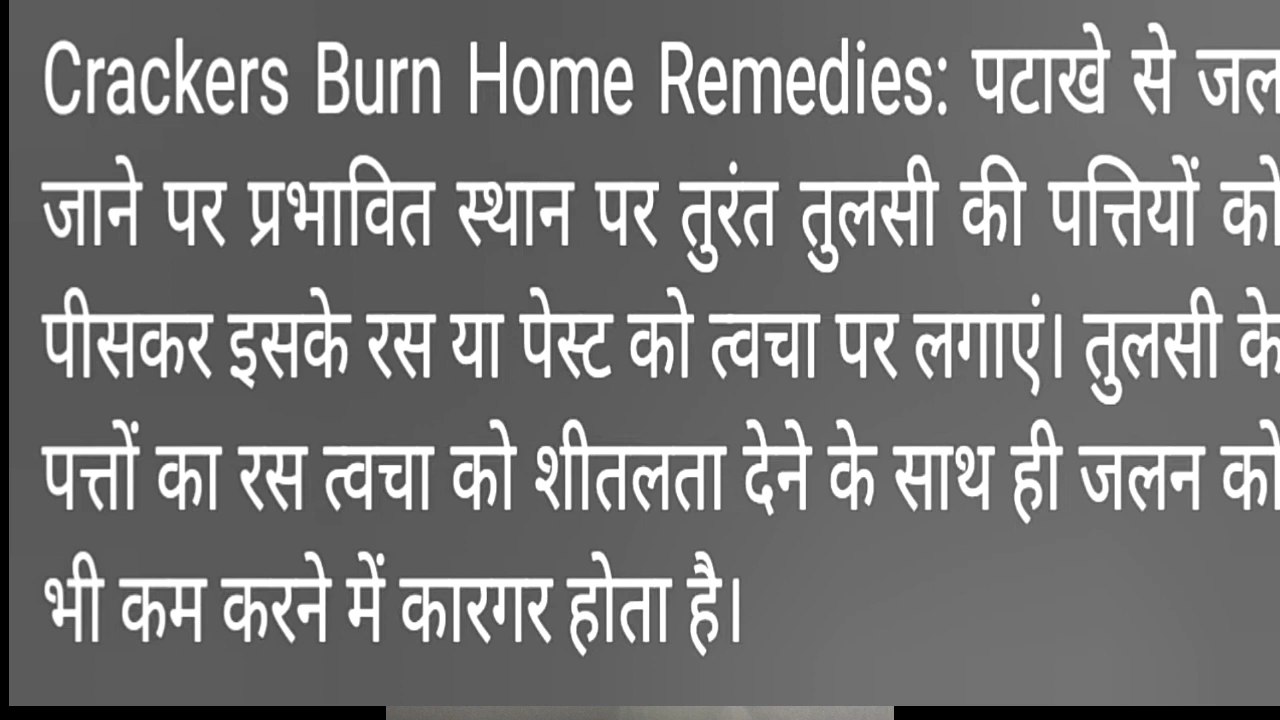 Crackers Burn Home Remedies: पटाखे से जल
जाने पर प्रभावित स्थान पर तुरंत तुलसी की पत्तियों को
पीसकर इसके रस या पेस्ट को त्वचा पर लगाएं। तुलसी के
पत्तों का रस त्वचा को शीतलता देने के साथ ही जलन को
भी कम करने में कारगर होता है।